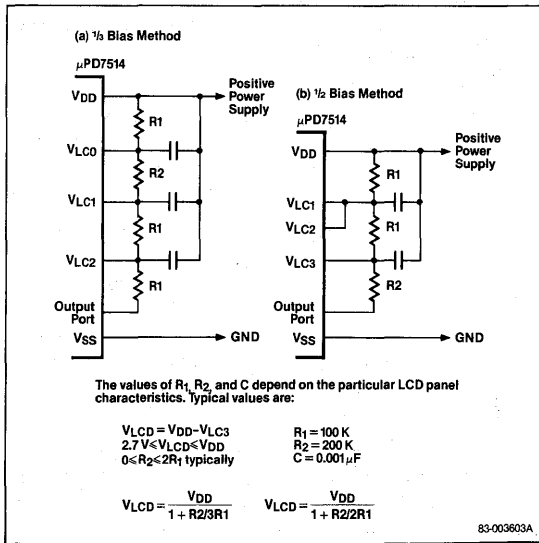 (a) 1/3 Bias Method
μPD7514
VDD
Positive Power Supply
R1
VLC0
R2
VLC1
R1
VLC2
R1
Output Port
VSS
GND
(b) 1/2 Bias Method
μPD7514
VDD
Positive Power Supply
R1
VLC1
R1
VLC2
VLC3
R2
Output Port
VSS
GND
The values of R1, R2, and C depend on the particular LCD panel
characteristics. Typical values are:
VLCD = VDD–VLC3
2.7 V≤VLCD≤VDD
0≤R2≤2R1 typically
R1 = 100 K
R2 = 200 K
C = 0.001 μF
VLCD = VDD / 1 + R2/3R1
VLCD = VDD / 1 + R2/2R1
83-003603A